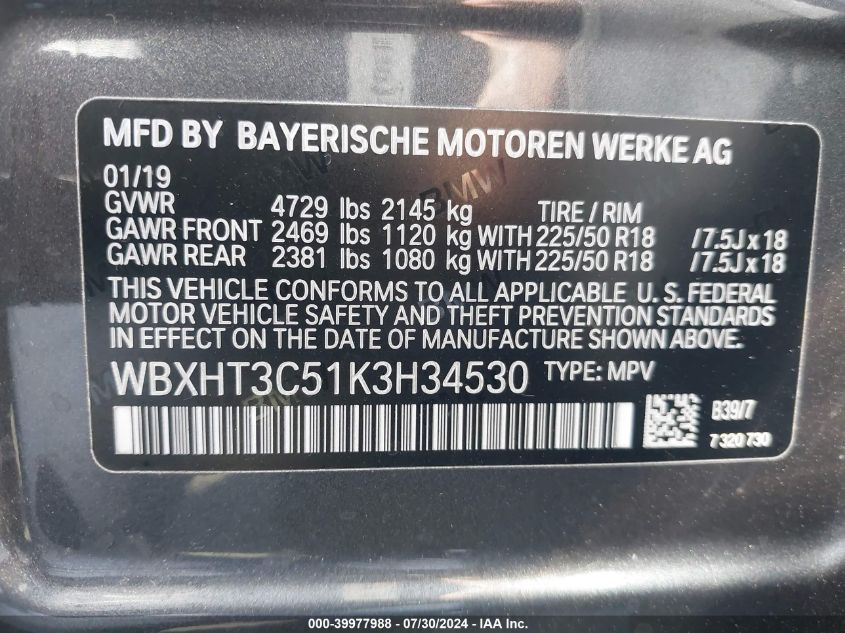 MFD BY BAYERISCHE MOTOREN WERKE AG
01/19
GVWR 4729 lbs 2145 kg TIRE / RIM
GAWR FRONT 2469 lbs 1120 kg WITH 225/50 R18 /7.5J x 18
GAWR REAR 2381 lbs 1080 kg WITH 225/50 R18 /7.5J x 18
THIS VEHICLE CONFORMS TO ALL APPLICABLE U. S. FEDERAL
MOTOR VEHICLE SAFETY AND THEFT PREVENTION STANDARDS
IN EFFECT ON THE DATE OF MANUFACTURE SHOWN ABOVE.
WBXHT3C51K3H34530 TYPE: MPV
B39/7
7 320 730
000-39977988 / 07/30/2024 - IAA Inc.